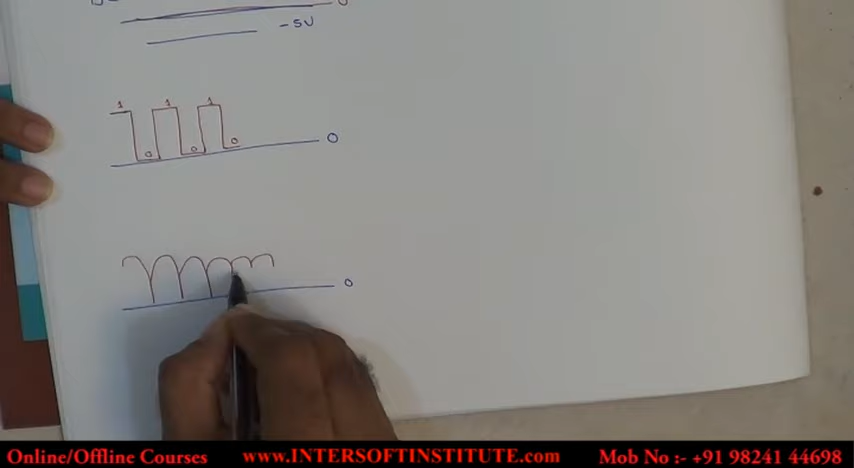 -5V
1 1 1
0 0 0 0
0
Online/Offline Courses www.INTERSOFTINSTITUTE.com Mob No :- +91 98241 44698